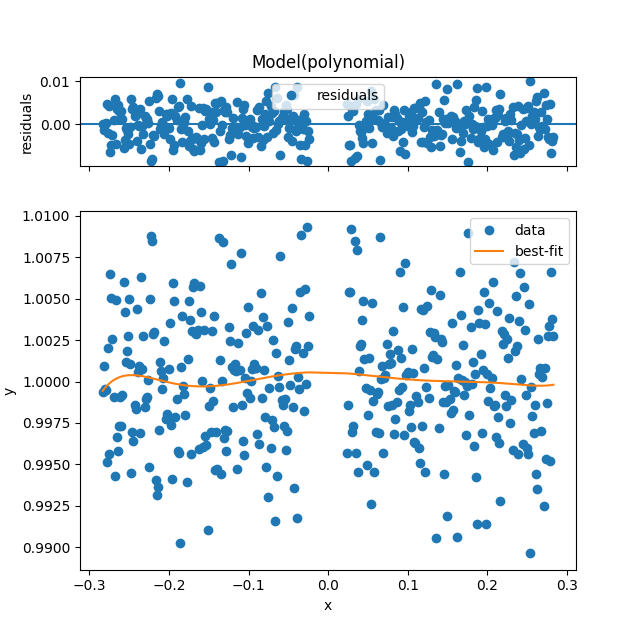 Model(polynomial)
0.01
0.00
residuals
residuals
1.0100
1.0075
1.0050
1.0025
1.0000
0.9975
0.9950
0.9925
0.9900
y
data
best-fit
−0.3 −0.2 −0.1 0.0 0.1 0.2 0.3
x